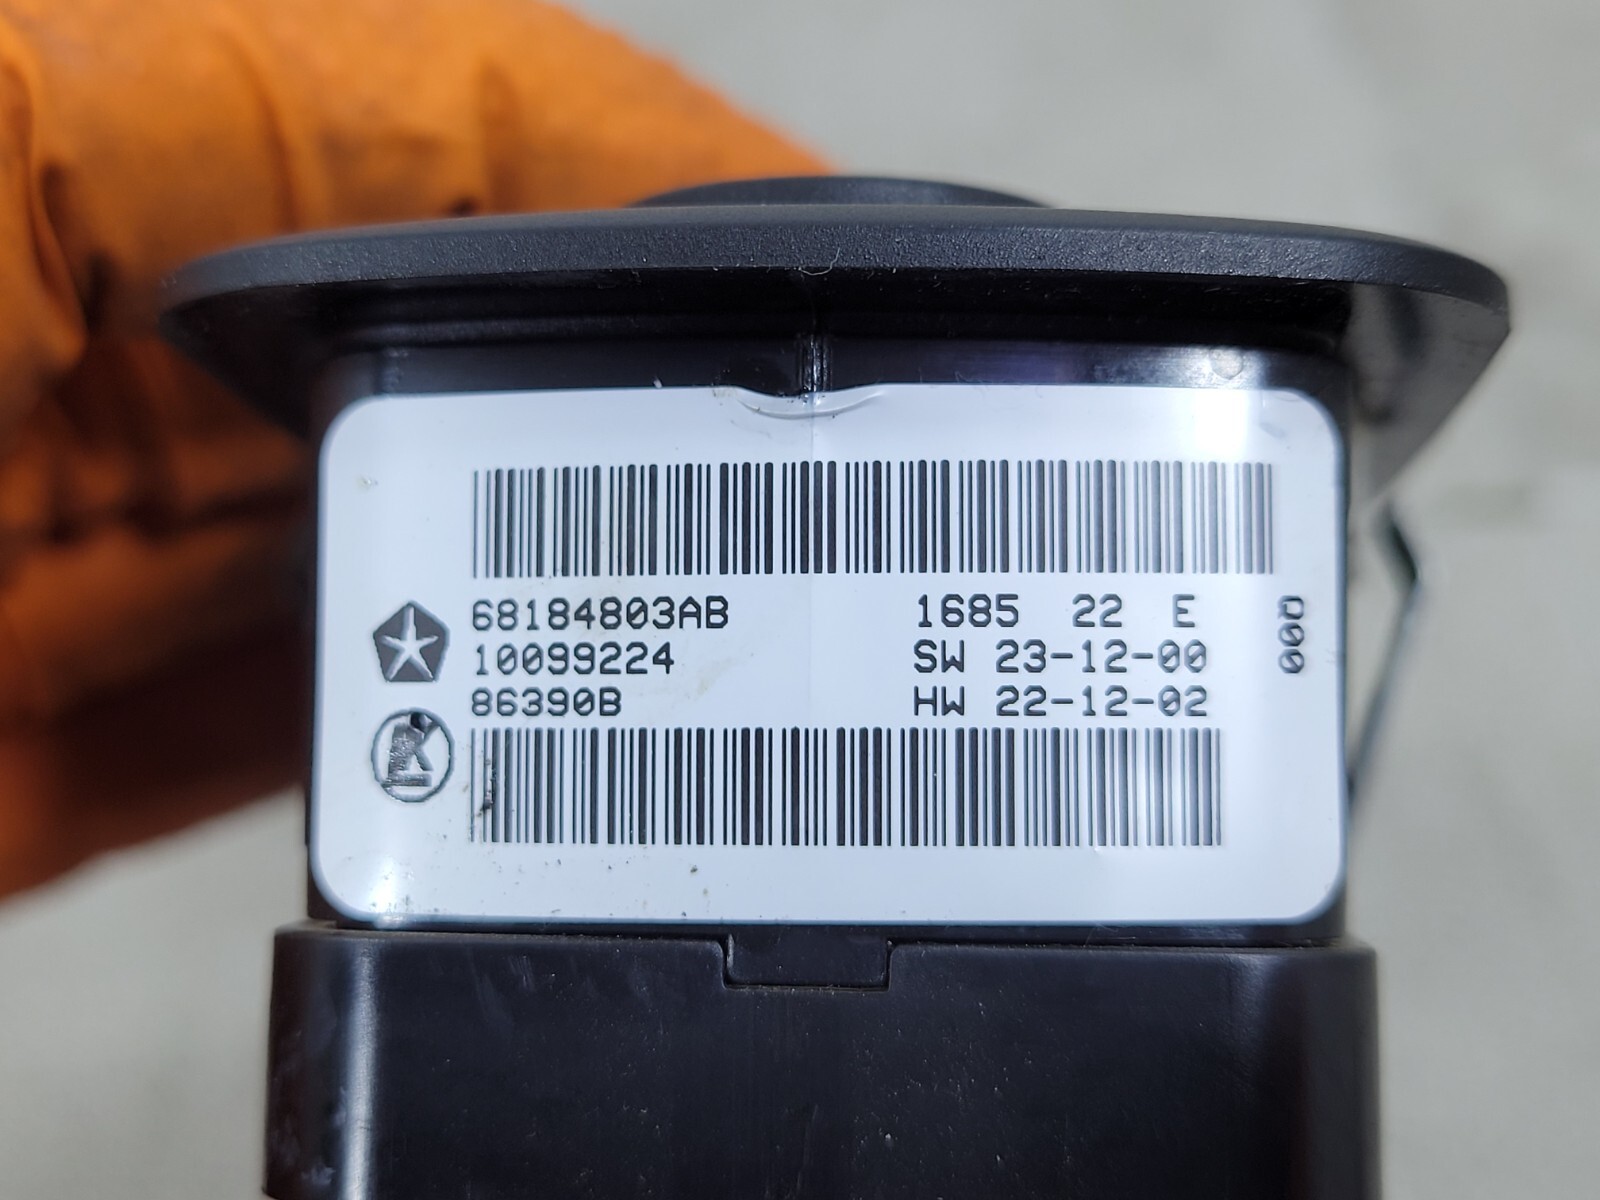 68184803AB 1685 22 E
10099224 SW 23-12-00
86390B HW 22-12-02
000
K